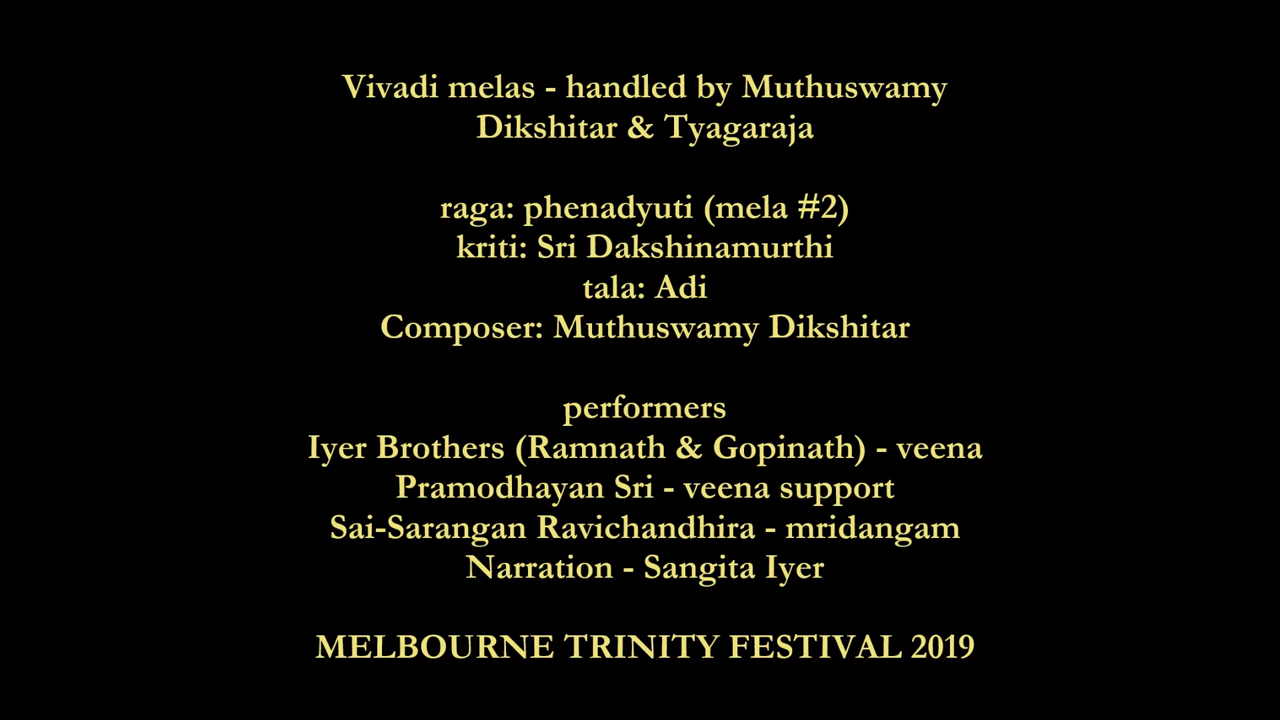 Vivadi melas - handled by Muthuswamy
Dikshitar & Tyagaraja
raga: phenadyuti (mela #2)
kriti: Sri Dakshinamurthi
tala: Adi
Composer: Muthuswamy Dikshitar
performers
Iyer Brothers (Ramnath & Gopinath) - veena
Pramodhayan Sri - veena support
Sai-Sarangan Ravichandhira - mridangam
Narration - Sangita Iyer
MELBOURNE TRINITY FESTIVAL 2019